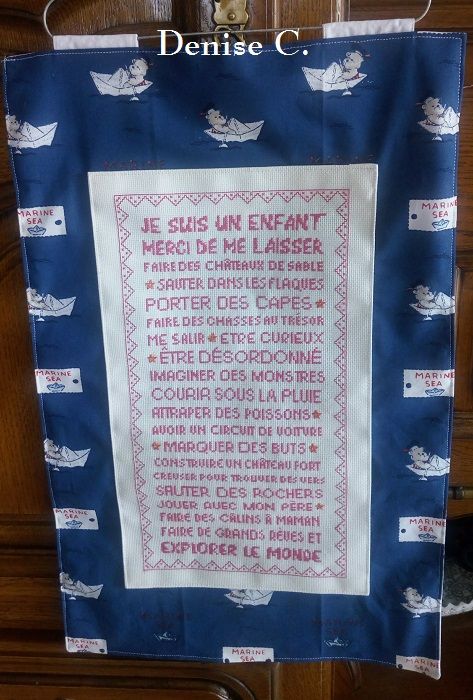 Denise C.
MARINE SEA
JE SUIS UN ENFANT
MERCI DE ME LAISSER
FAIRE DES CHÂTEAUX DE SABLE
SAUTER DANS LES FLAQUES
PORTER DES CAPES
FAIRE DES CHASSES AU TRÉSOR
ME SALIR ETRE CURIEUX
ÊTRE DÉSORDONNÉ
IMAGINER DES MONSTRES
COURIR SOUS LA PLUIE
ATTRAPER DES POISSONS
AVOIR UN CIRCUIT DE VOITURE
MARQUER DES BUTS
CONSTRUIRE UN CHÂTEAU FORT
CREUSER POUR TROUVER DES VERS
SAUTER DES ROCHERS
JOUER AVEC MON PÈRE
FAIRE DES CÂLINS À MAMAN
FAIRE DE GRANDS RÊVES ET
EXPLORER LE MONDE
MARINE SEA
MARINE SEA
MARINE SEA
MARINE SEA
MARINE SEA